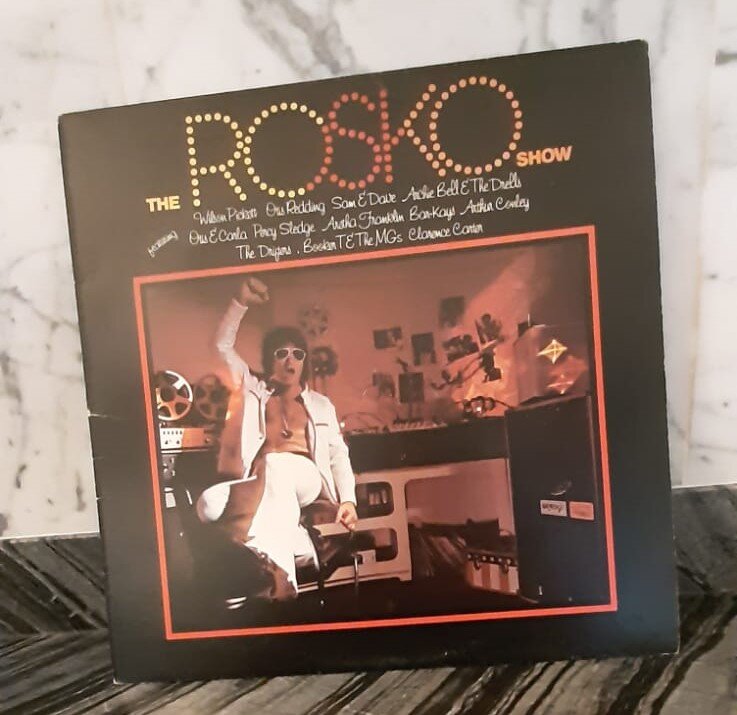 THE ROSKO SHOW
Wilson Pickett Otis Redding Sam & Dave Archie Bell & The Drells
Otis & Carla Percy Sledge Aretha Franklin Bar-Kays Arthur Conley
The Drifters, Booker T & The MGs Clarence Carter